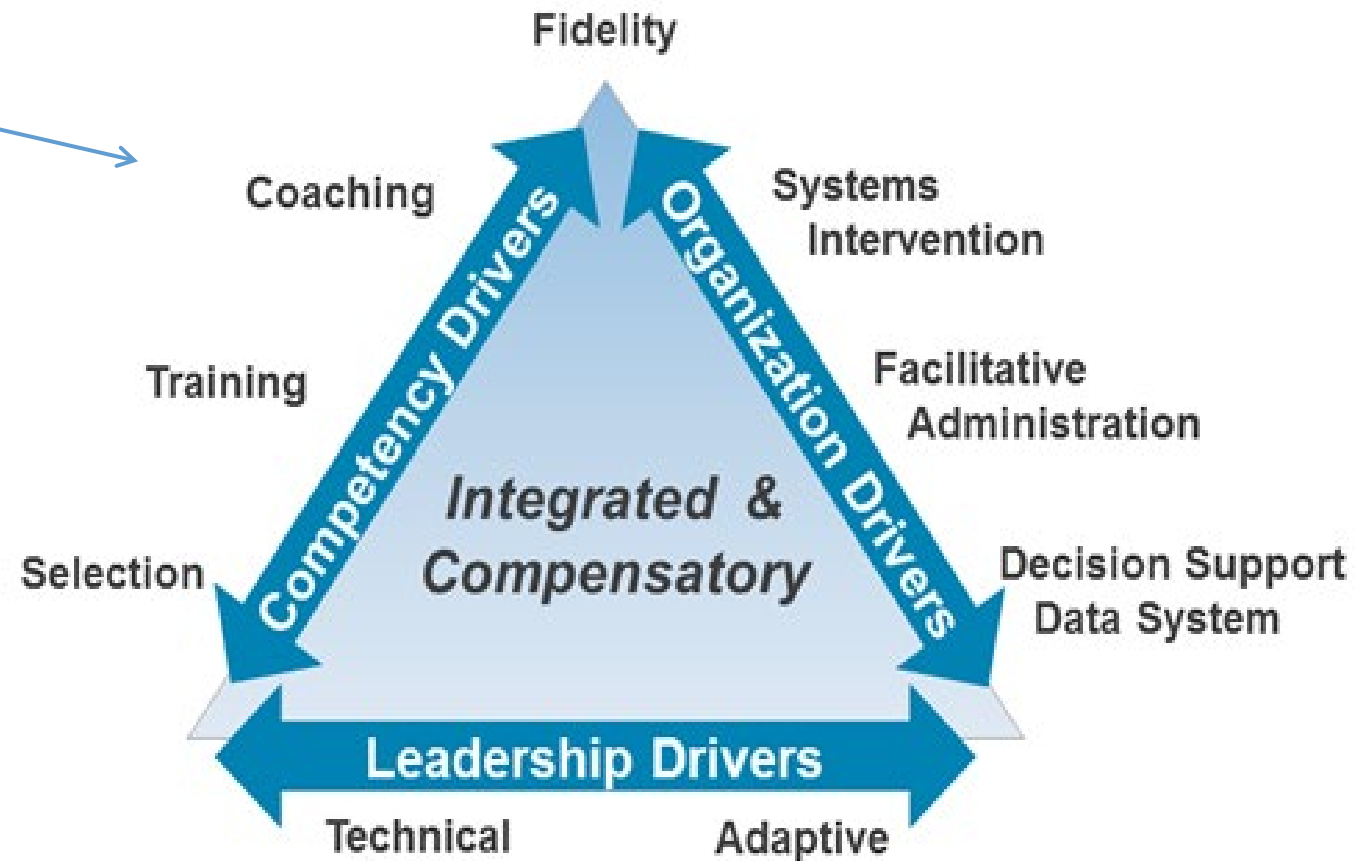 Fidelity
Coaching
Training
Selection
Competency Drivers
Integrated &
Compensatory
Organization Drivers
Systems
Intervention
Facilitative
Administration
Decision Support
Data System
Leadership Drivers
Technical
Adaptive